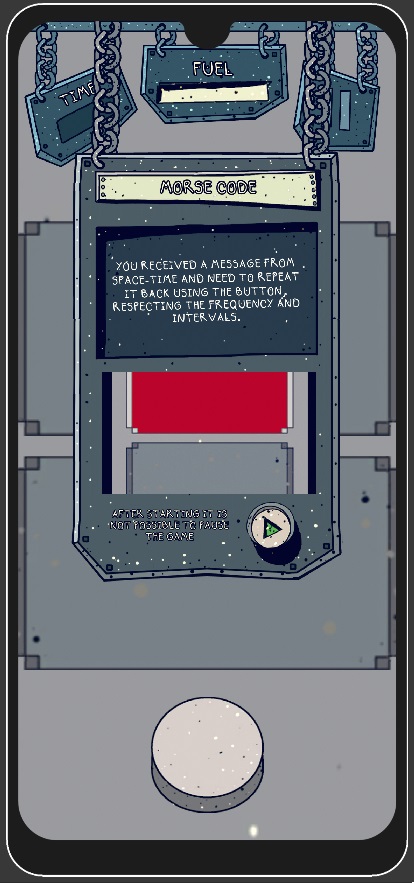 FUEL
TIME
MORSE CODE
YOU RECEIVED A MESSAGE FROM
SPACE-TIME AND NEED TO REPEAT
IT BACK USING THE BUTTON,
RESPECTING THE FREQUENCY AND
INTERVALS.
AFTER STARTING IT IS
NOT POSSIBLE TO PAUSE
THE GAME